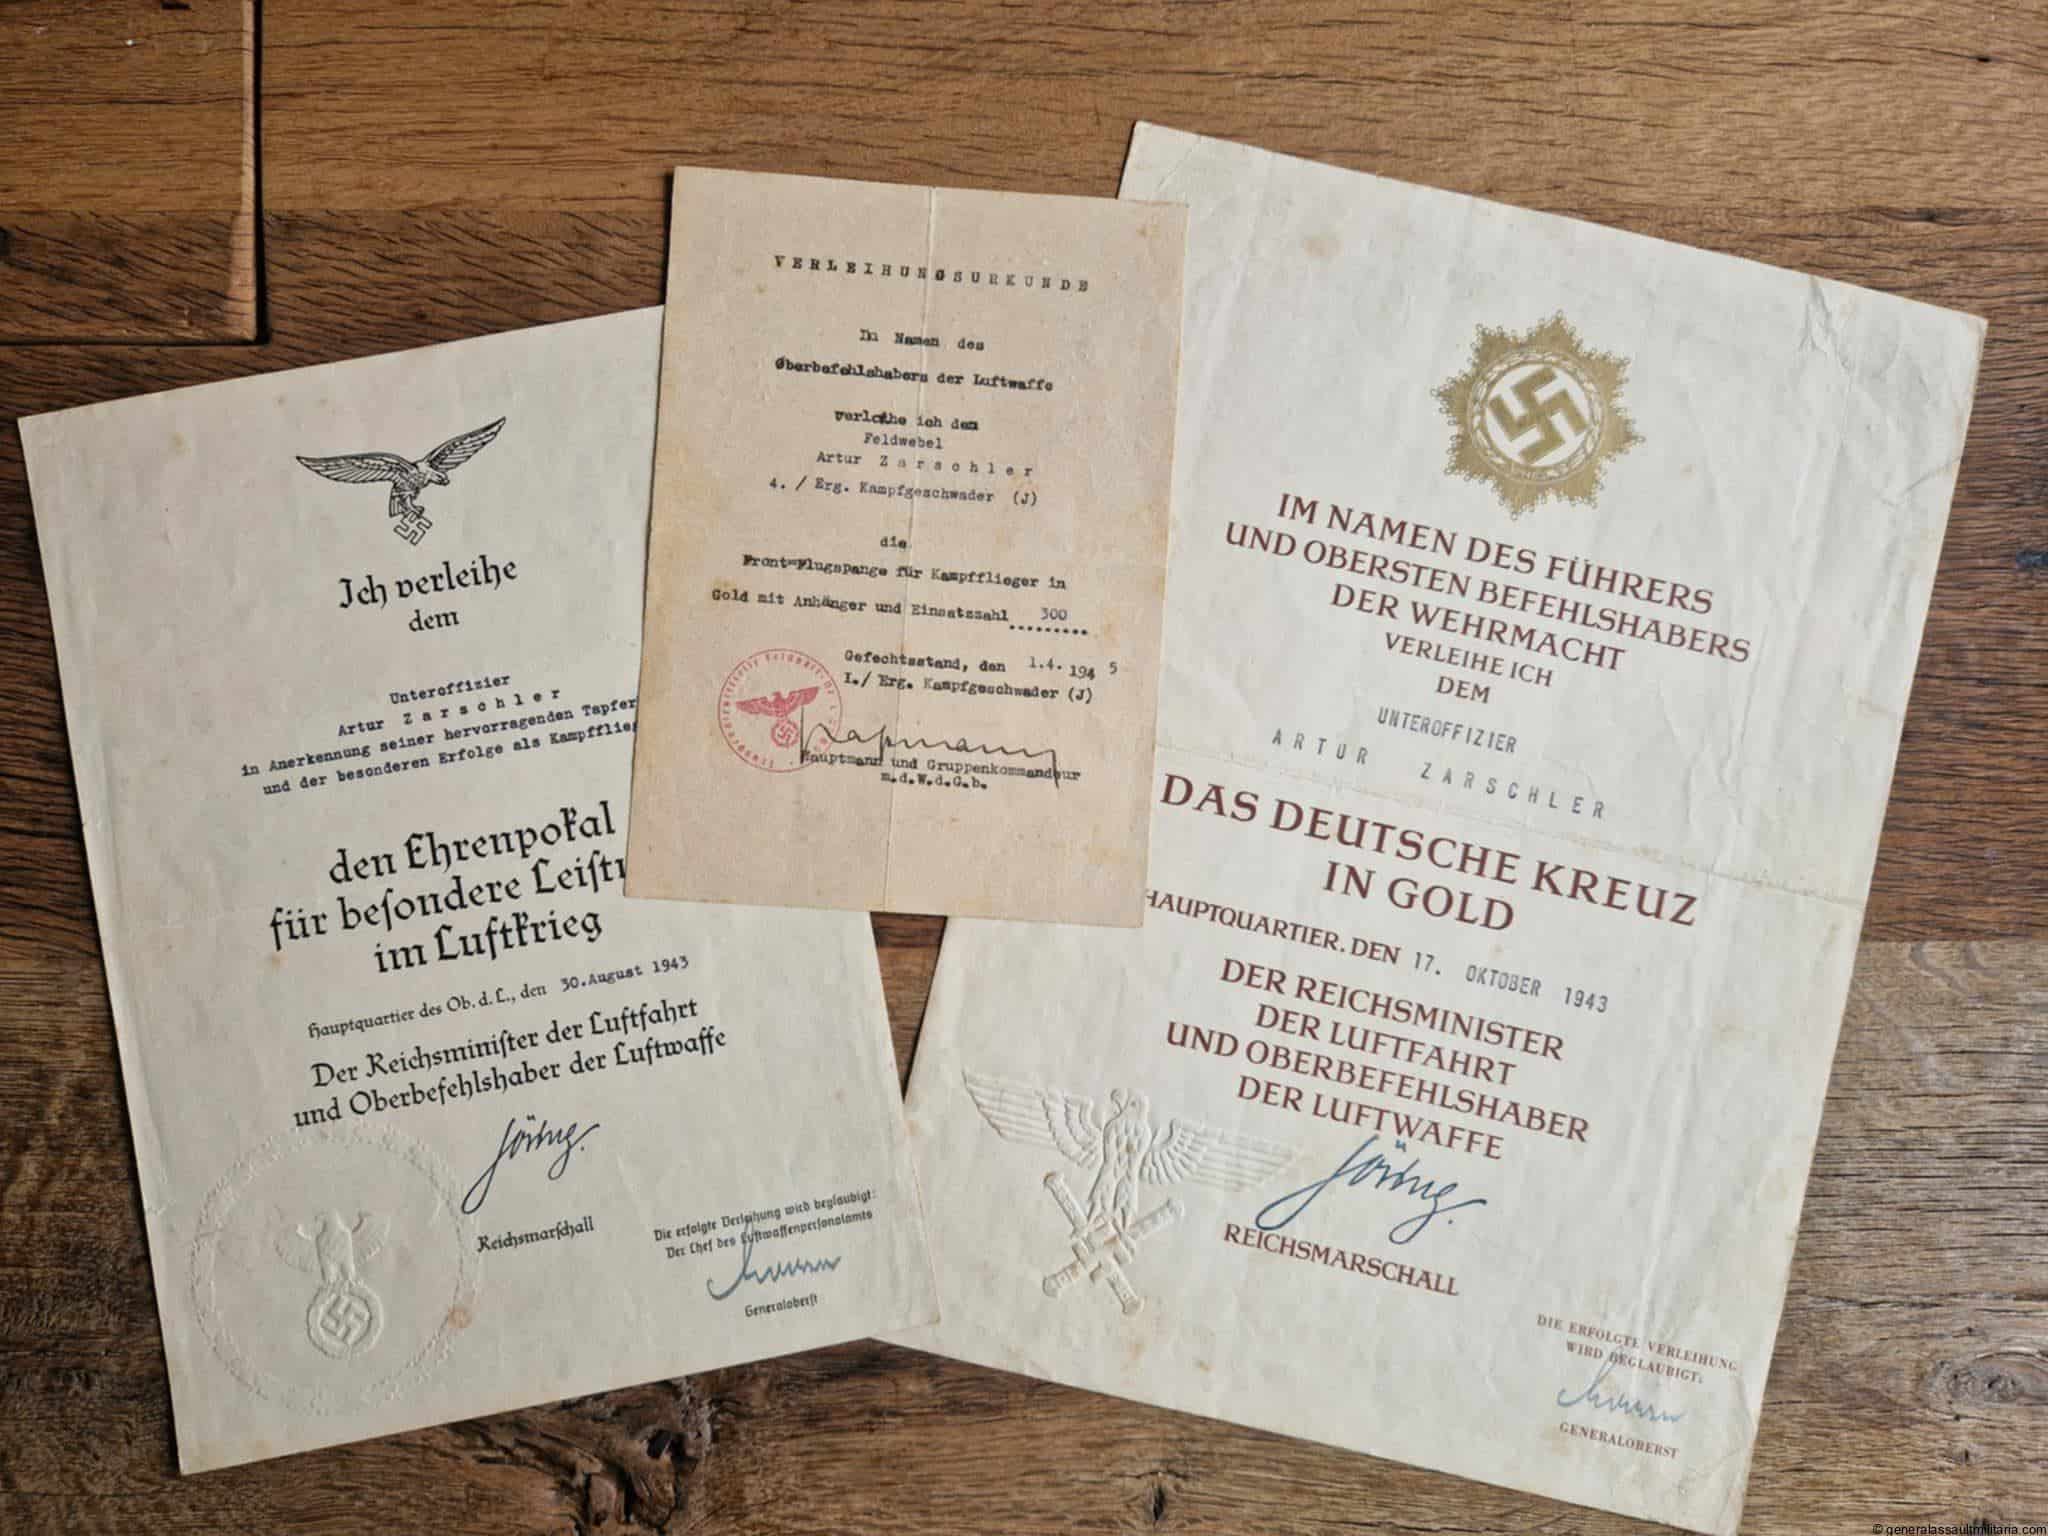 Ich verleihe
dem
Unteroffizier
Artur Zarschler
in Anerkennung seiner hervorragenden Tapfer
und der besonderen Erfolge als Kampfflieg
den Ehrenpokal
für besondere Leistu
im Luftkrieg
Hauptquartier des Ob. d. L., den 30.August 1943
Der Reichsminister der Luftfahrt
und Oberbefehlshaber der Luftwaffe
Göring.
Reichsmarschall
Die erfolgte Verleihung wird beglaubigt:
Der Chef des Luftwaffenpersonalamts
Generaloberst
VERLEIHUNGSURKUNDE
Im Namen des
Oberbefehlshabers der Luftwaffe
verleihe ich dem
Feldwebel
Artur Zarschler
4. / Erg. Kampfgeschwader (J)
die
Front=Flugspange für Kampfflieger in
Gold mit Anhänger und Einsatzzahl 300
Gefechtsstand, den 1.4. 1945
I./ Erg. Kampfgeschwader (J)
Hauptmann und Gruppenkommandeur
m.d.W.d.G.b.
IM NAMEN DES FÜHRERS
UND OBERSTEN BEFEHLSHABERS
DER WEHRMACHT
VERLEIHE ICH
DEM
UNTEROFFIZIER
ARTUR ZARSCHLER
DAS DEUTSCHE KREUZ
IN GOLD
HAUPTQUARTIER, DEN 17. OKTOBER 1943
DER REICHSMINISTER
DER LUFTFAHRT
UND OBERBEFEHLSHABER
DER LUFTWAFFE
Göring.
REICHSMARSCHALL
DIE ERFOLGTE VERLEIHUNG
WIRD BEGLAUBIGT:
GENERALOBERST
© generalassaultmilitaria.com